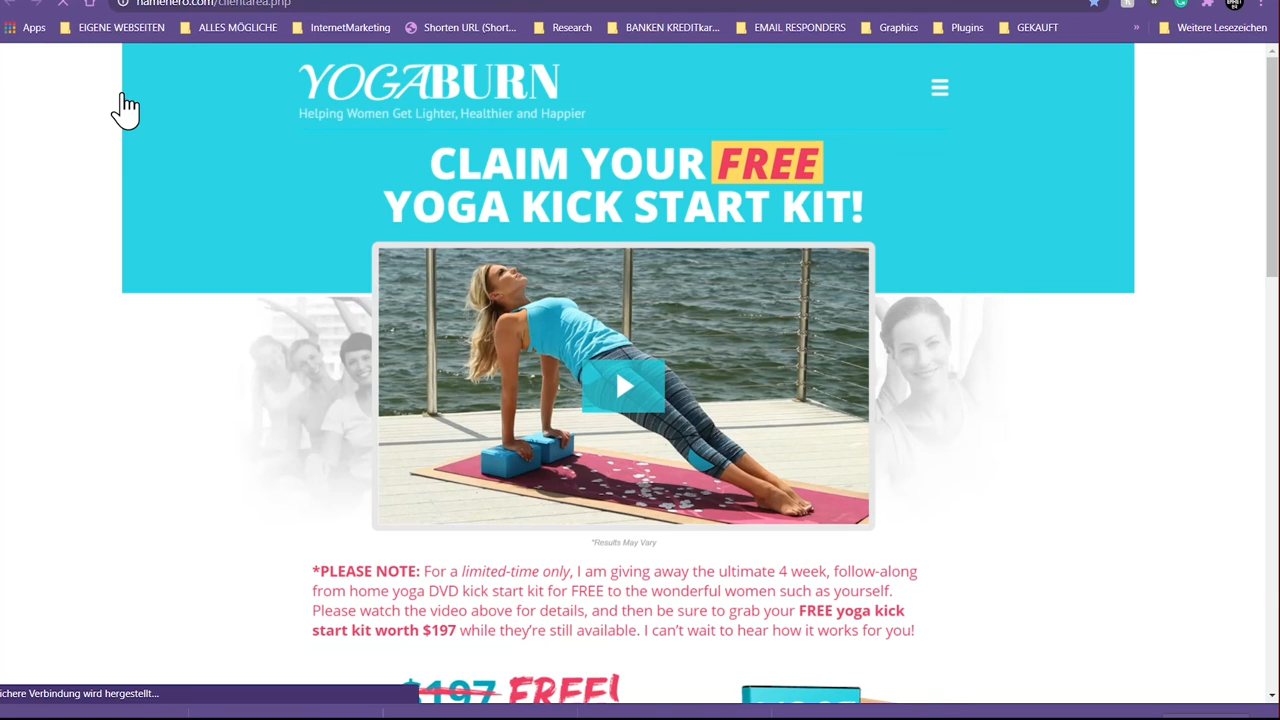 namehero.com/clientarea.php
Apps EIGENE WEBSEITEN ALLES MÖGLICHE InternetMarketing Shorten URL (Short... Research BANKEN KREDITkar... EMAIL RESPONDERS Graphics Plugins GEKAUFT » Weitere Lesezeichen
YOGABURN
Helping Women Get Lighter, Healthier and Happier
CLAIM YOUR FREE
YOGA KICK START KIT!
*Results May Vary
*PLEASE NOTE: For a limited-time only, I am giving away the ultimate 4 week, follow-along
from home yoga DVD kick start kit for FREE to the wonderful women such as yourself.
Please watch the video above for details, and then be sure to grab your FREE yoga kick
start kit worth $197 while they're still available. I can't wait to hear how it works for you!
$197 FREE!
ichere Verbindung wird hergestellt...